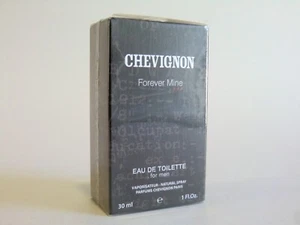 CHEVIGNON
Forever Mine
EAU DE TOILETTE
for men
VAPORISATEUR - NATURAL SPRAY
PARFUMS CHEVIGNON PARIS
30 ml
e
1 Fl.Oz.